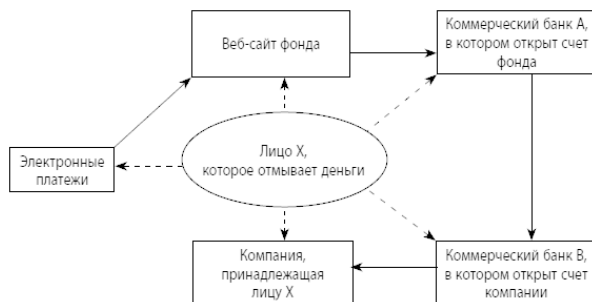 Веб-сайт фонда
Коммерческий банк А,
в котором открыт счет
фонда
Лицо X,
которое отмывает деньги
Электронные
платежи
Компания,
принадлежащая
лицу X
Коммерческий банк В,
в котором открыт счет
компании